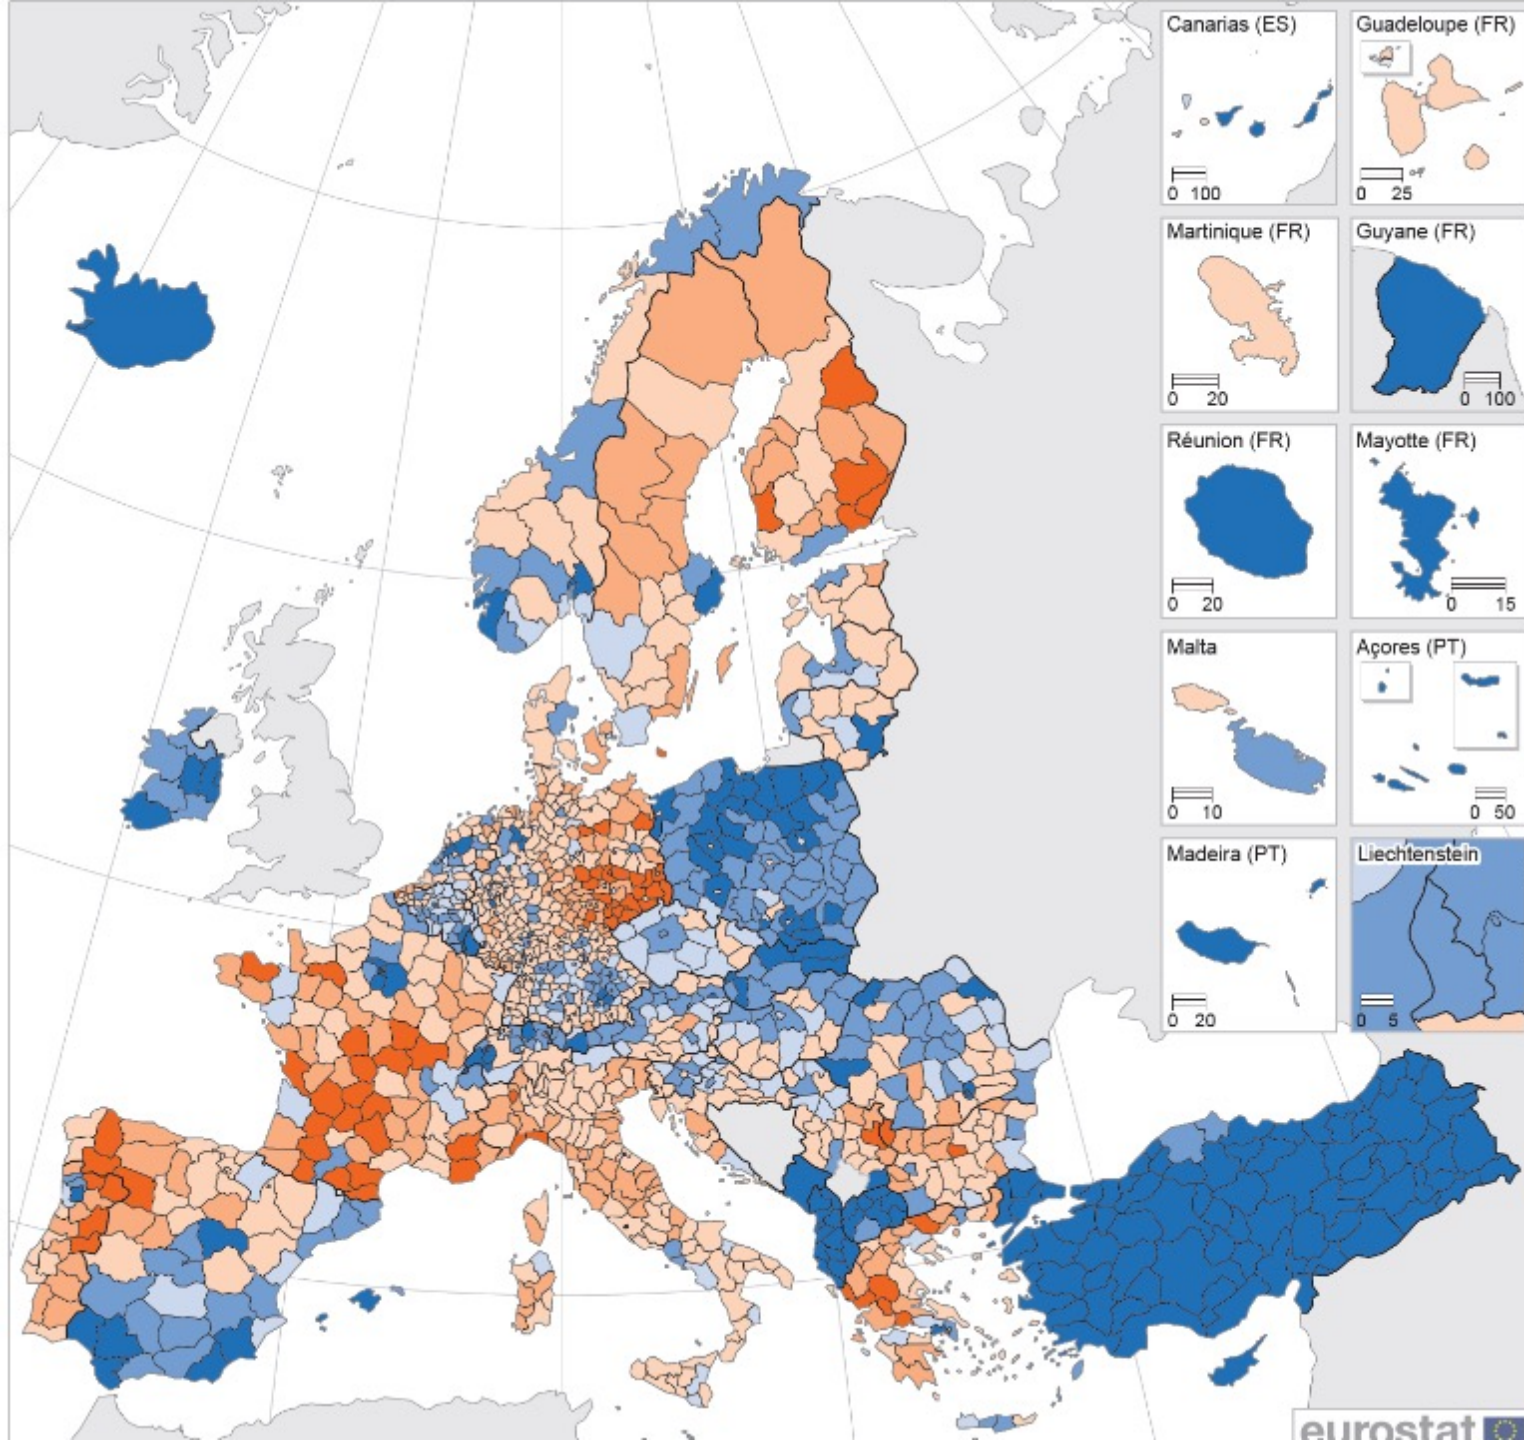 Canarias (ES)
0 100
Guadeloupe (FR)
0 25
Martinique (FR)
0 20
Guyane (FR)
0 100
Réunion (FR)
0 20
Mayotte (FR)
0 15
Malta
0 10
Açores (PT)
0 50
Madeira (PT)
0 20
Liechtenstein
0 5
eurostat